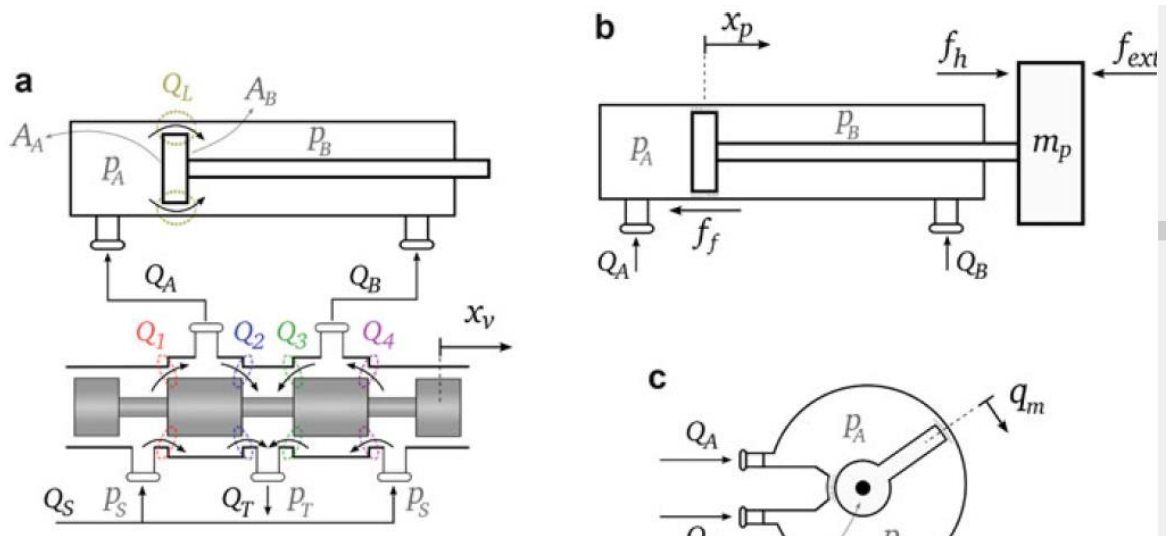 a
Q_L
A_B
A_A
p_A
p_B
Q_A
Q_B
Q_1
Q_2
Q_3
Q_4
x_v
Q_S
p_S
Q_T
p_T
p_S
b
x_p
f_h
f_ext
p_A
p_B
m_p
f_f
Q_A
Q_B
c
Q_A
p_A
q_m